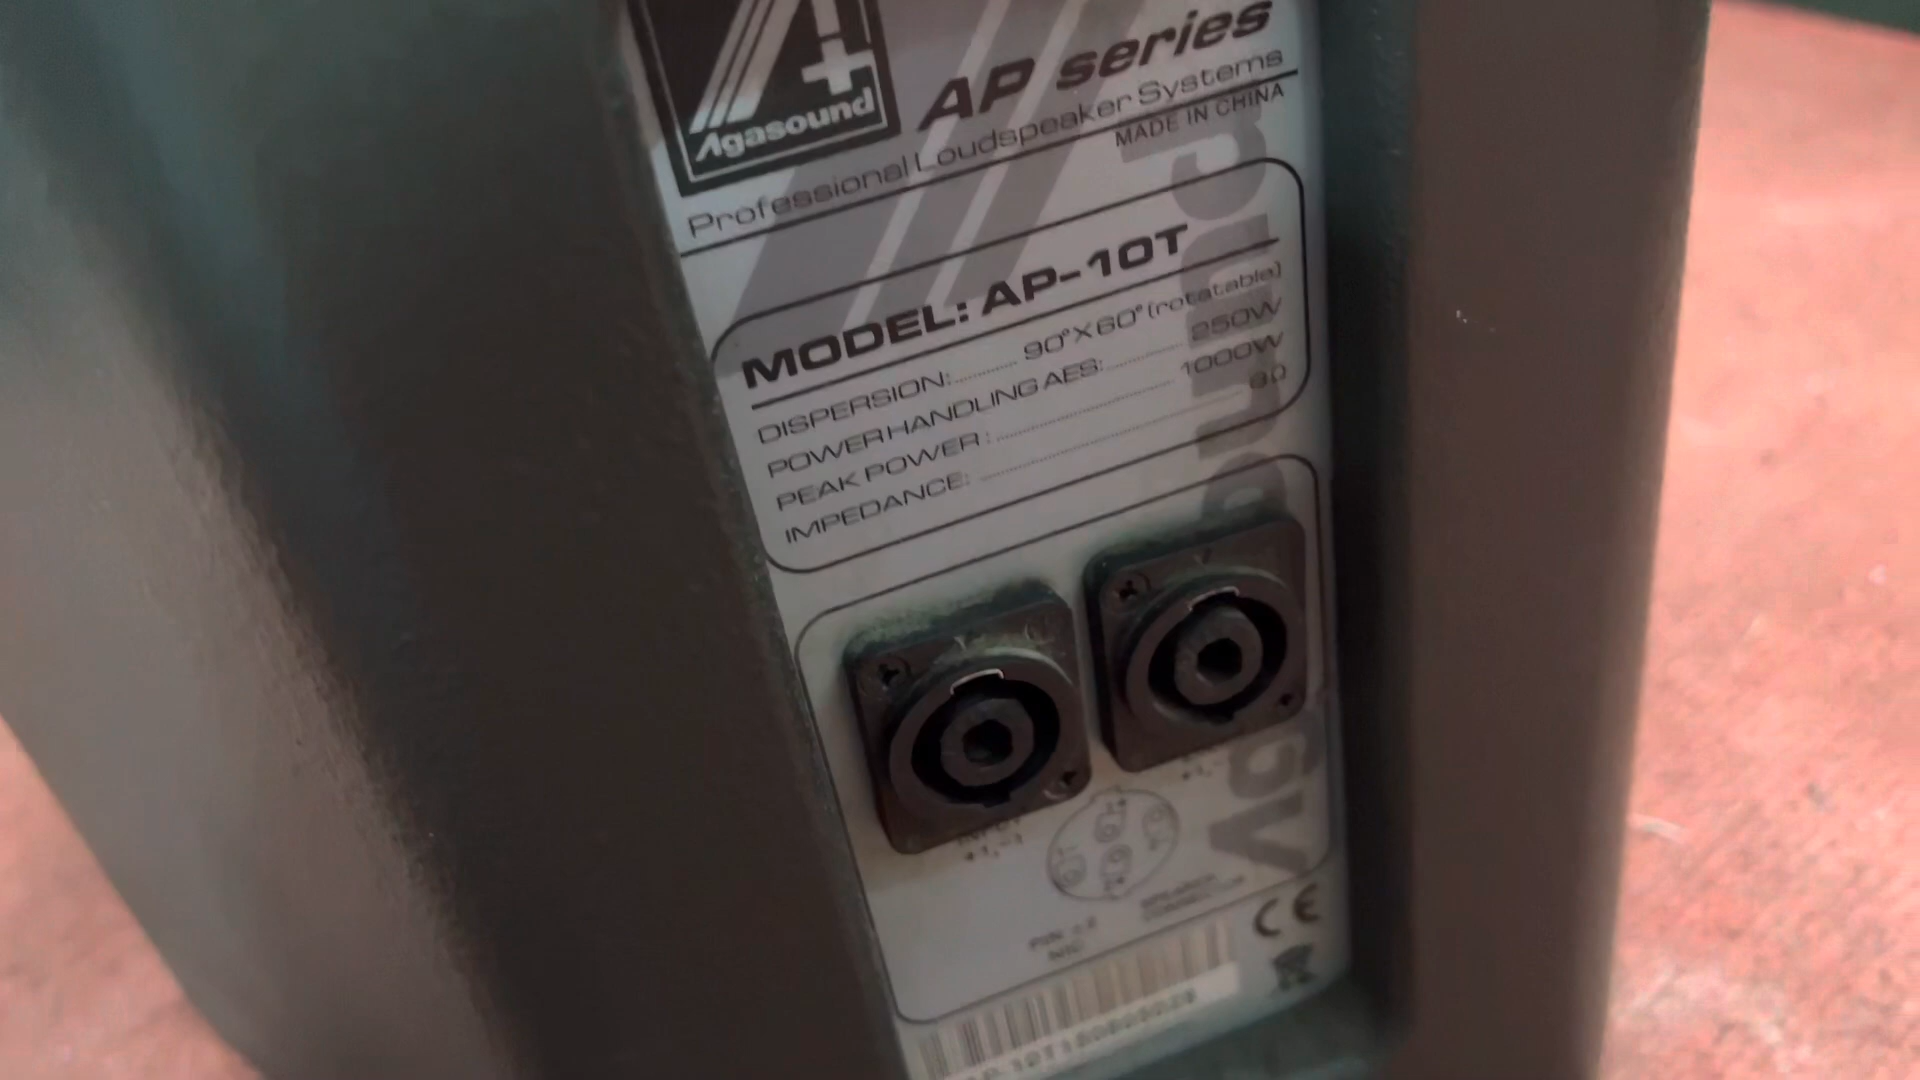 A+
Agasound
AP series
Professional Loudspeaker Systems
MADE IN CHINA
MODEL: AP-10T
DISPERSION:............ 90°X60°(rotatable)
POWER HANDLING AES:............ 250W
PEAK POWER :............ 1000W
IMPEDANCE:............ 8Ω
Agasound
CE